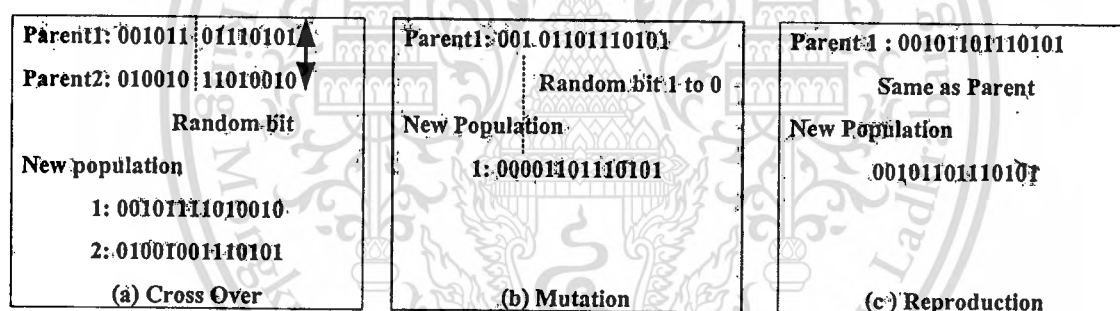 Parent1: 001011 01110101
Parent2: 010010 11010010
Random bit
New population
1: 00101111010010
2: 01001001110101
(a) Cross Over
Parent1: 001 01101110101
Random bit 1 to 0
New Population
1: 00001101110101
(b) Mutation
Parent 1 : 00101101110101
Same as Parent
New Population
00101101110101
(c) Reproduction